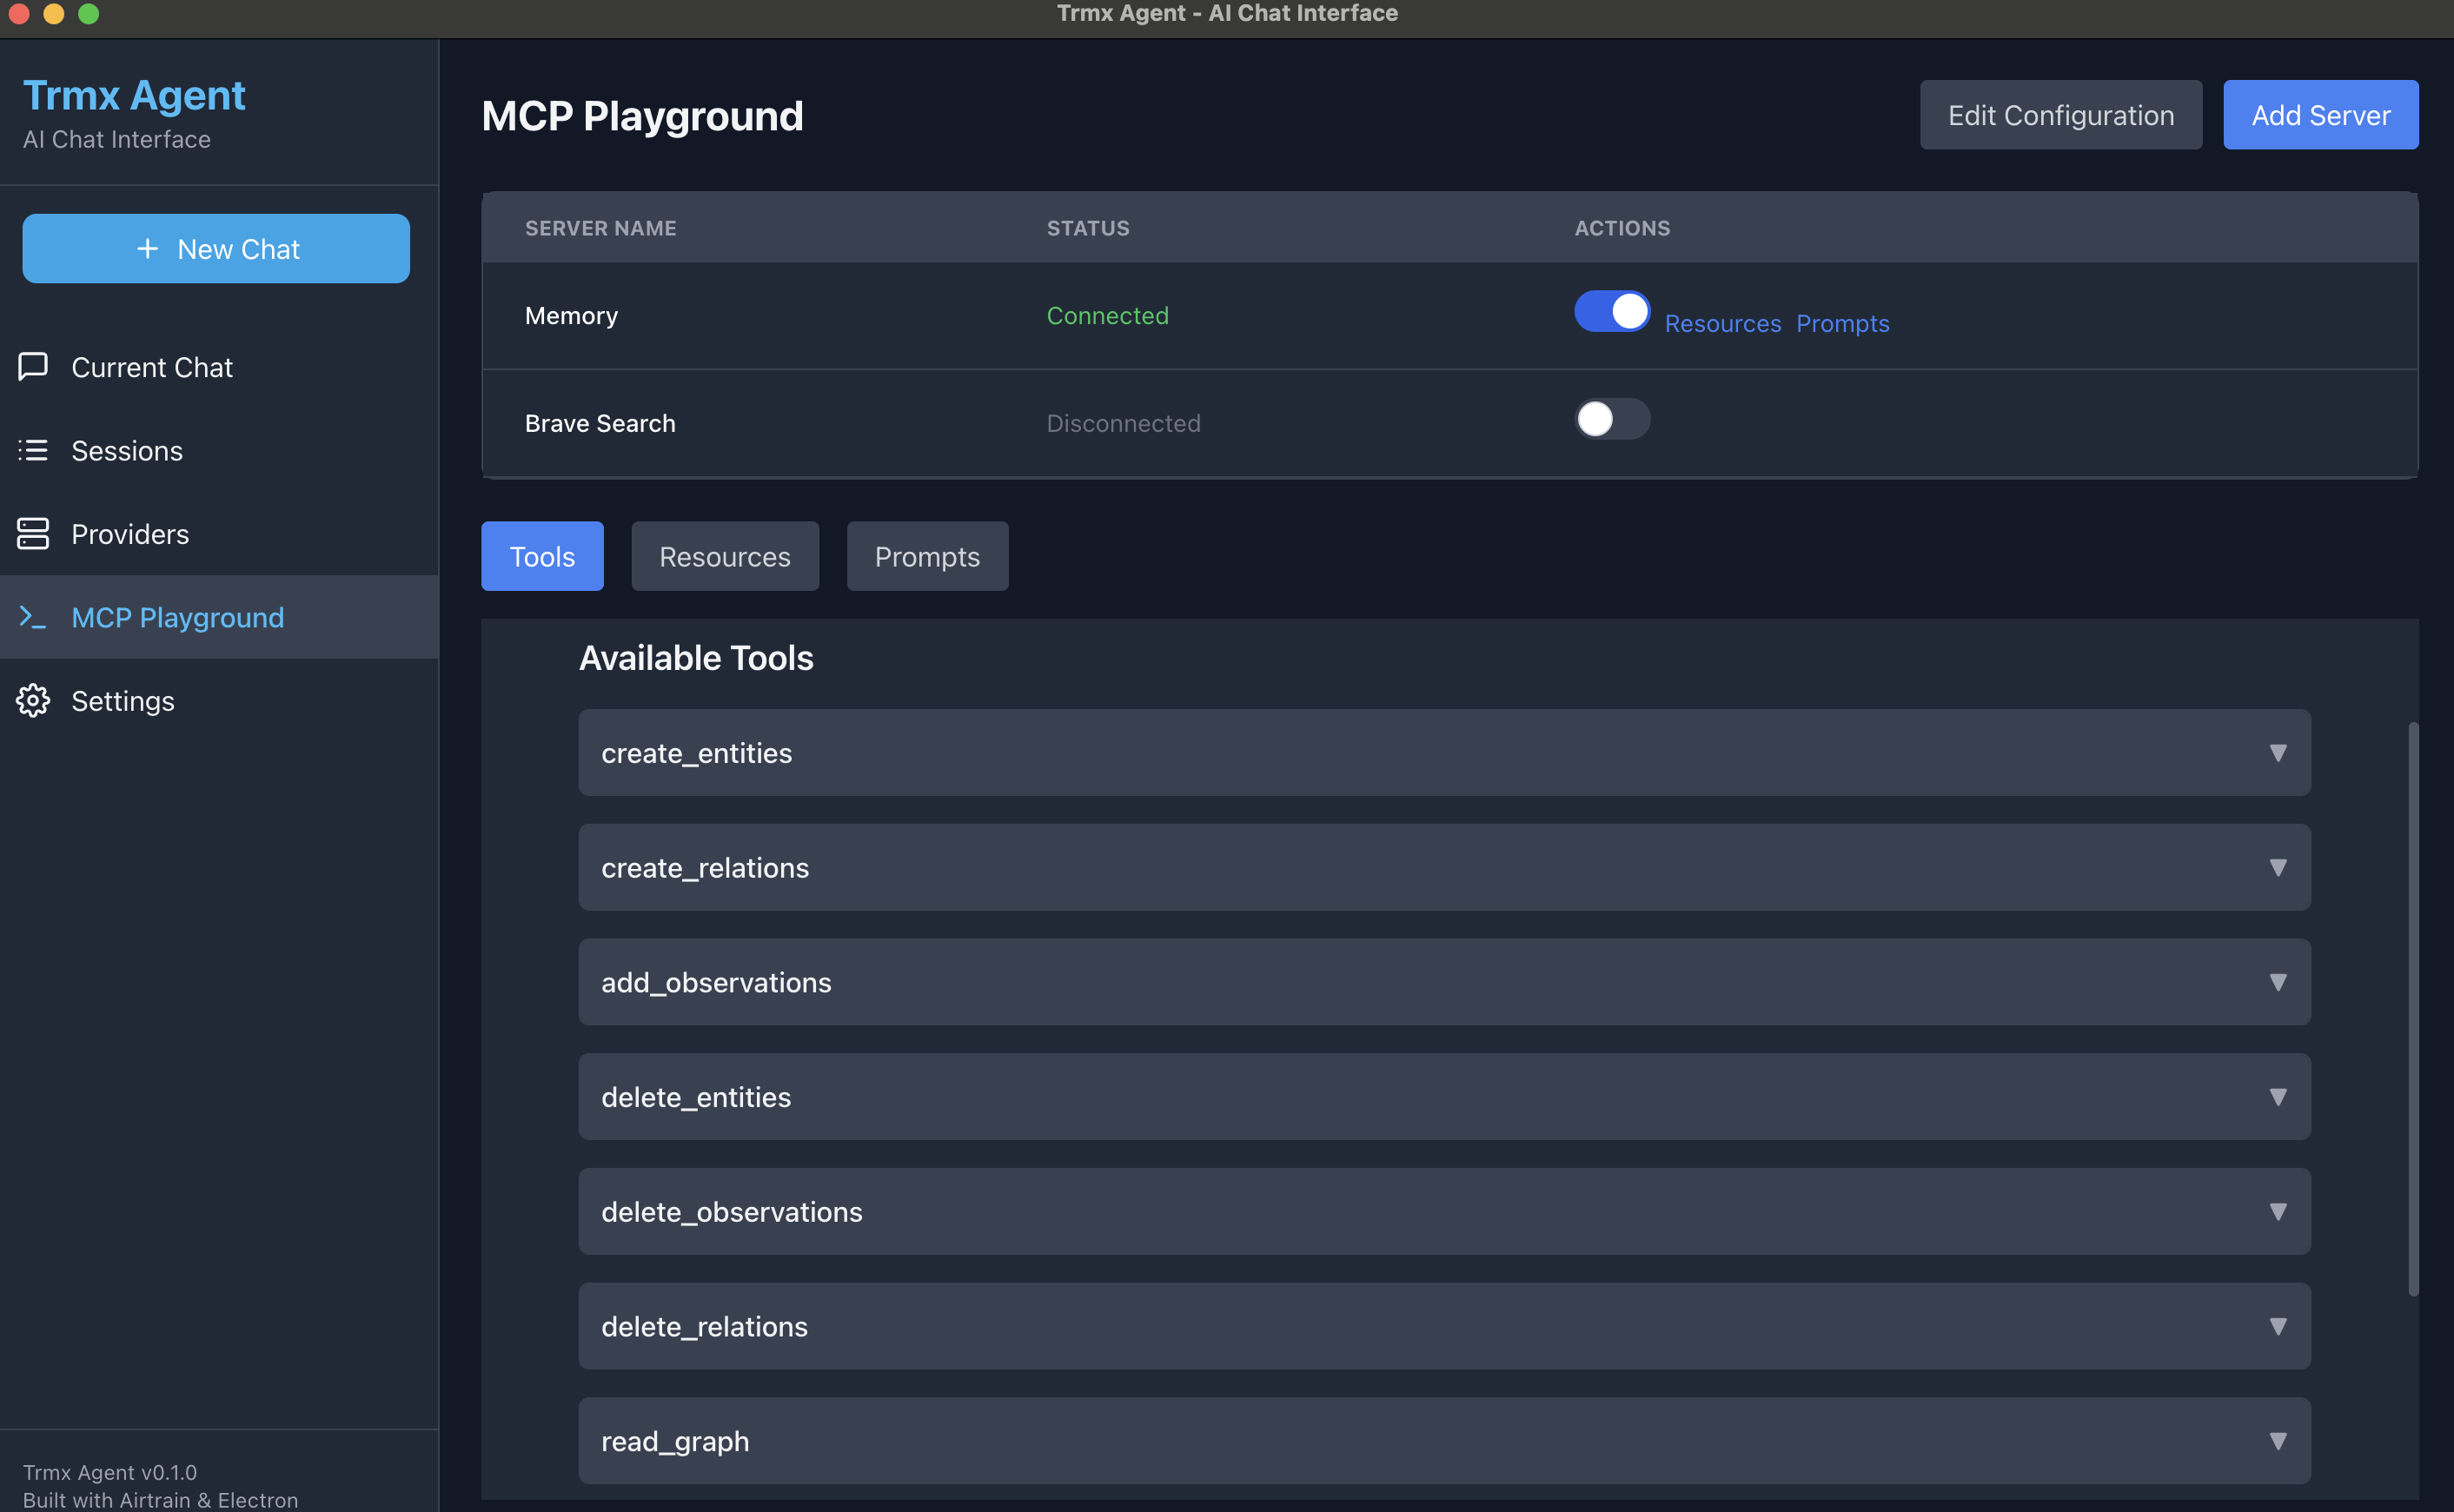 Trmx Agent - AI Chat Interface
Trmx Agent
AI Chat Interface
+ New Chat
Current Chat
Sessions
Providers
MCP Playground
Settings
Trmx Agent v0.1.0
Built with Airtrain & Electron
MCP Playground
Edit Configuration
Add Server
SERVER NAME STATUS ACTIONS
Memory Connected Resources Prompts
Brave Search Disconnected
Tools Resources Prompts
Available Tools
create_entities
create_relations
add_observations
delete_entities
delete_observations
delete_relations
read_graph